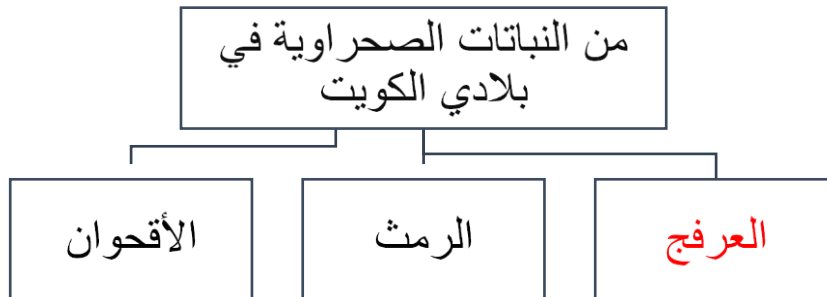 من النباتات الصحراوية في
بلادي الكويت
العرفج
الرمث
الأقحوان